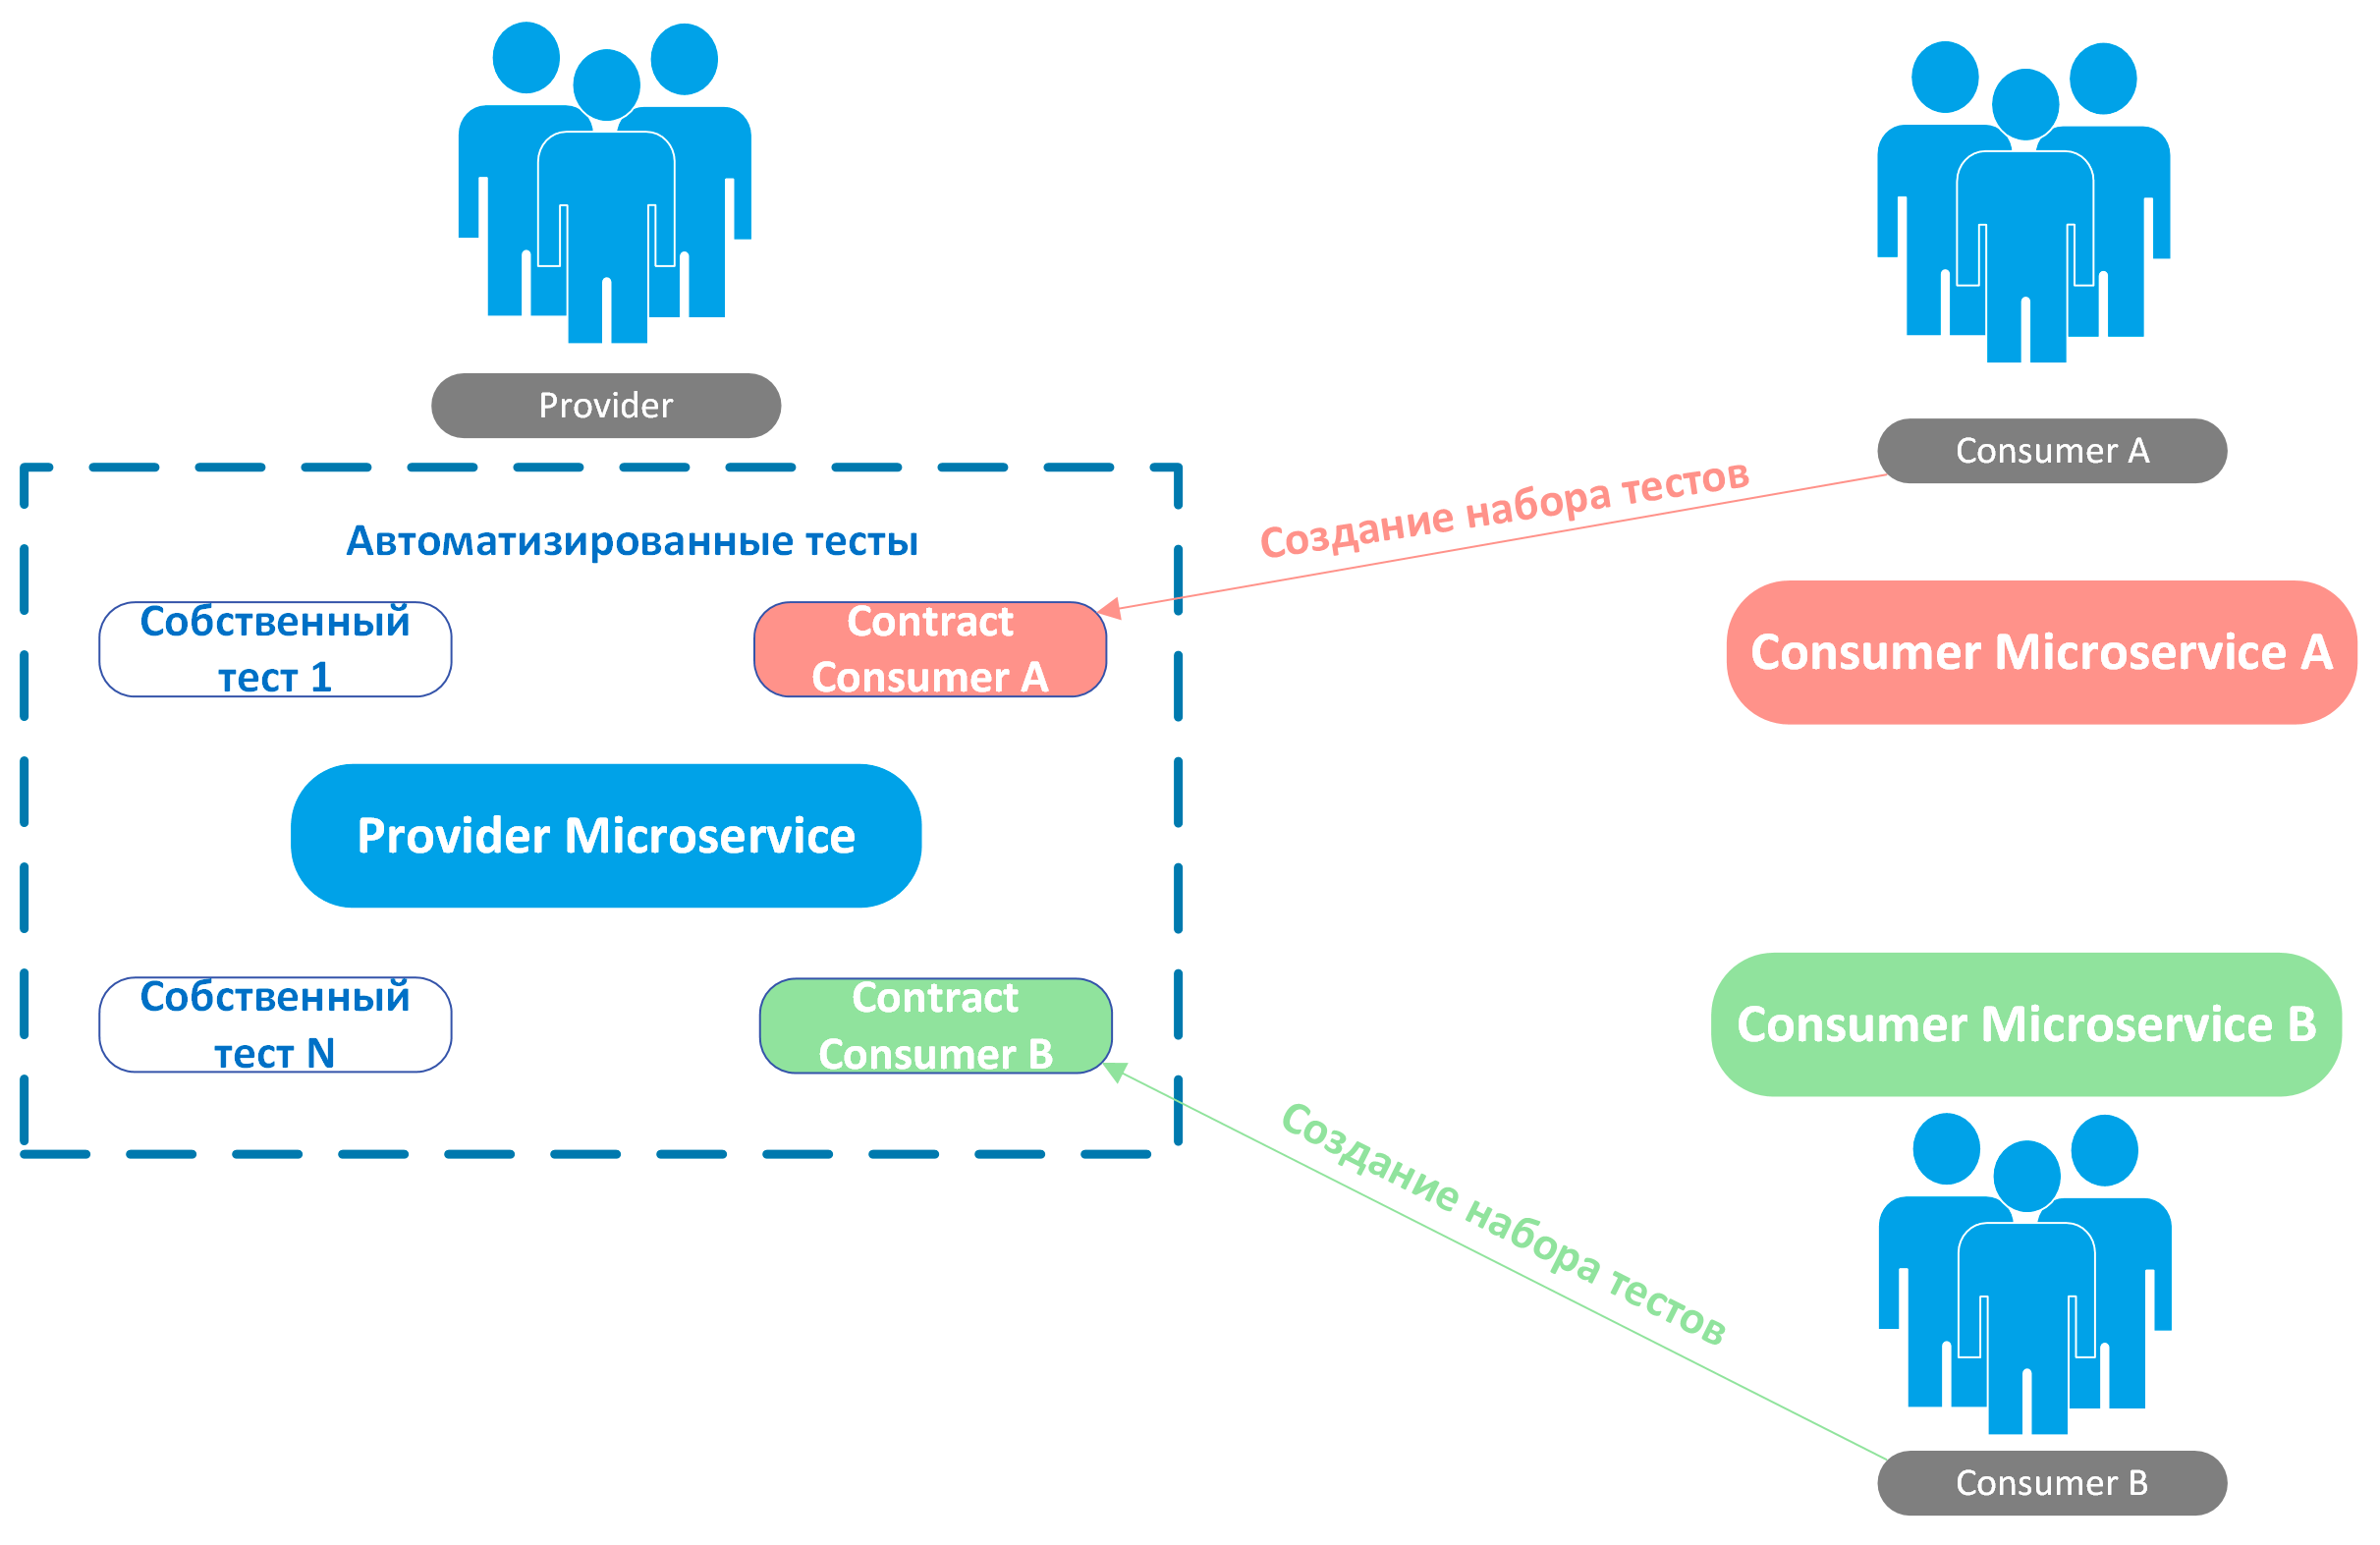 Provider
Consumer A
Автоматизированные тесты
Создание набора тестов
Собственный
тест 1
Contract
Consumer A
Consumer Microservice A
Provider Microservice
Собственный
тест N
Contract
Consumer B
Consumer Microservice B
Создание набора тестов
Consumer B